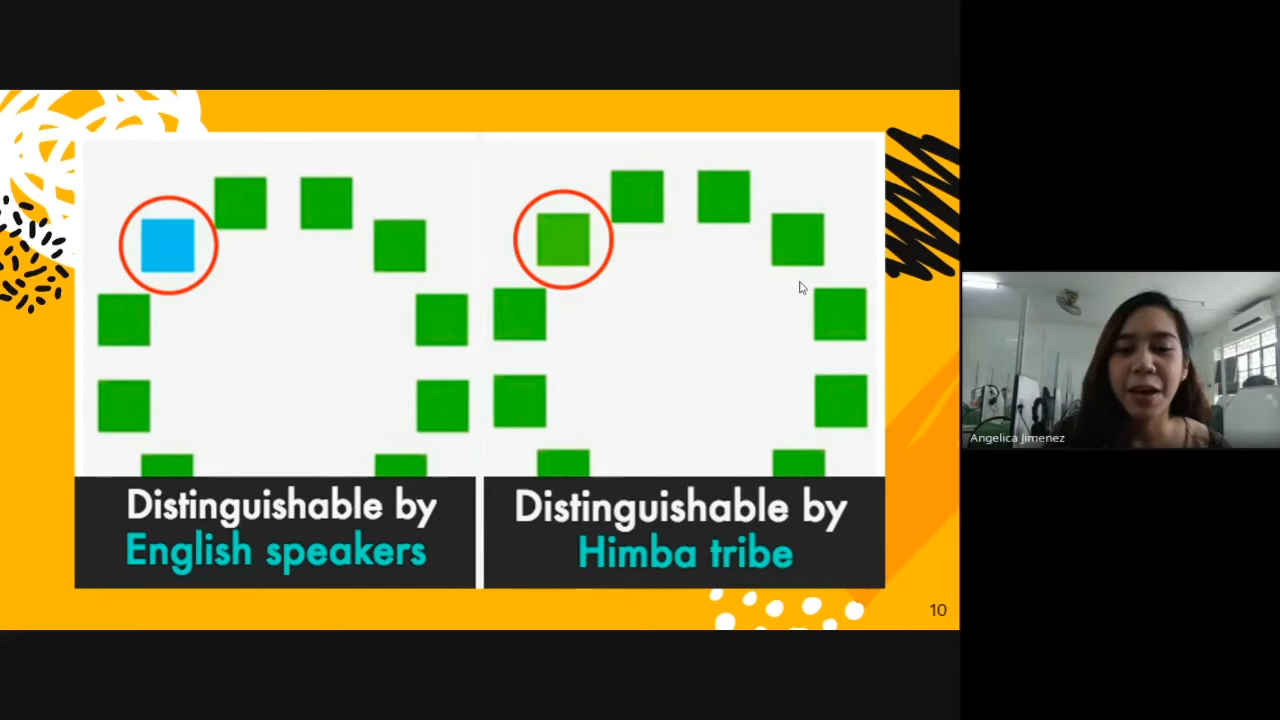 Distinguishable by
English speakers
Distinguishable by
Himba tribe
10
Angelica Jimenez